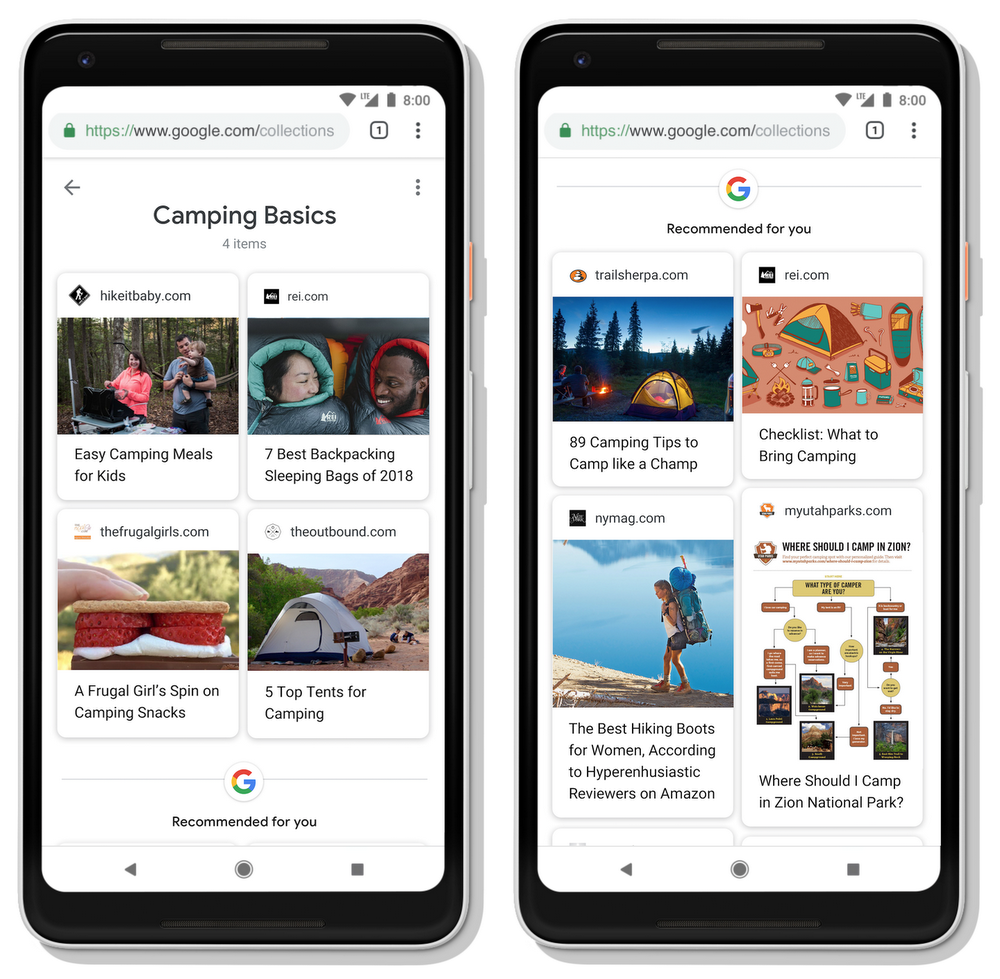 LTE 8:00
https://www.google.com/collections 1
Camping Basics
4 items
hikeitbaby.com
Easy Camping Meals
for Kids
rei.com
REI
7 Best Backpacking
Sleeping Bags of 2018
thefrugalgirls.com
A Frugal Girl's Spin on
Camping Snacks
theoutbound.com
5 Top Tents for
Camping
Recommended for you
LTE 8:00
https://www.google.com/collections 1
G
Recommended for you
trailsherpa.com
89 Camping Tips to
Camp like a Champ
rei.com
Checklist: What to
Bring Camping
nymag.com
The Best Hiking Boots
for Women, According
to Hyperenhusiastic
Reviewers on Amazon
myutahparks.com
WHERE SHOULD I CAMP IN ZION?
WHAT TYPE OF CAMPER
ARE YOU?
Where Should I Camp
in Zion National Park?